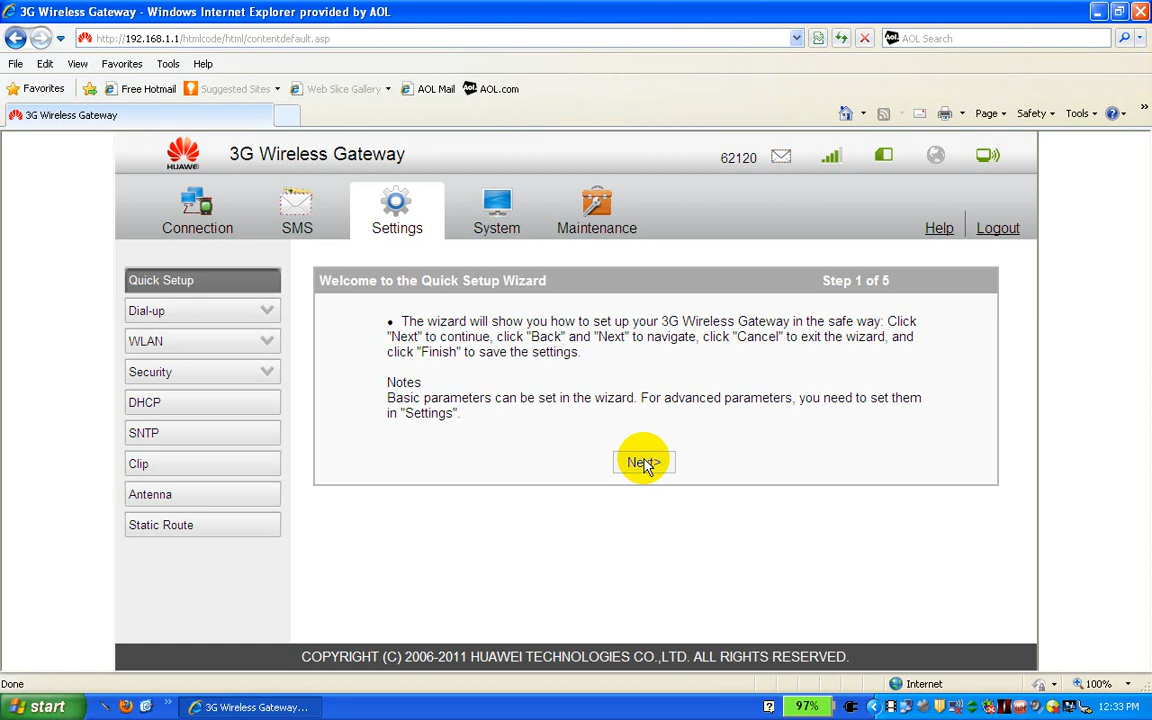 3G Wireless Gateway - Windows Internet Explorer provided by AOL
http://192.168.1.1/htmlcode/html/contentdefault.asp
AOL Search
File Edit View Favorites Tools Help
Favorites Free Hotmail Suggested Sites Web Slice Gallery AOL Mail AOL.com
3G Wireless Gateway
Page Safety Tools
HUAWEI
3G Wireless Gateway
62120
Connection SMS Settings System Maintenance
Help Logout
Quick Setup
Dial-up
WLAN
Security
DHCP
SNTP
Clip
Antenna
Static Route
Welcome to the Quick Setup Wizard Step 1 of 5
• The wizard will show you how to set up your 3G Wireless Gateway in the safe way: Click
"Next" to continue, click "Back" and "Next" to navigate, click "Cancel" to exit the wizard, and
click "Finish" to save the settings.
Notes
Basic parameters can be set in the wizard. For advanced parameters, you need to set them
in "Settings".
Next>
COPYRIGHT (C) 2006-2011 HUAWEI TECHNOLOGIES CO.,LTD. ALL RIGHTS RESERVED.
Done Internet 100%
start 3G Wireless Gateway... 97% 12:33 PM